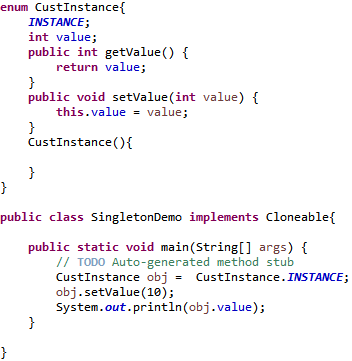 enum CustInstance{
    INSTANCE;
    int value;
    public int getValue() {
        return value;
    }
    public void setValue(int value) {
        this.value = value;
    }
    CustInstance(){

    }
}

public class SingletonDemo implements Cloneable{

    public static void main(String[] args) {
        // TODO Auto-generated method stub
        CustInstance obj =  CustInstance.INSTANCE;
        obj.setValue(10);
        System.out.println(obj.value);
    }

}